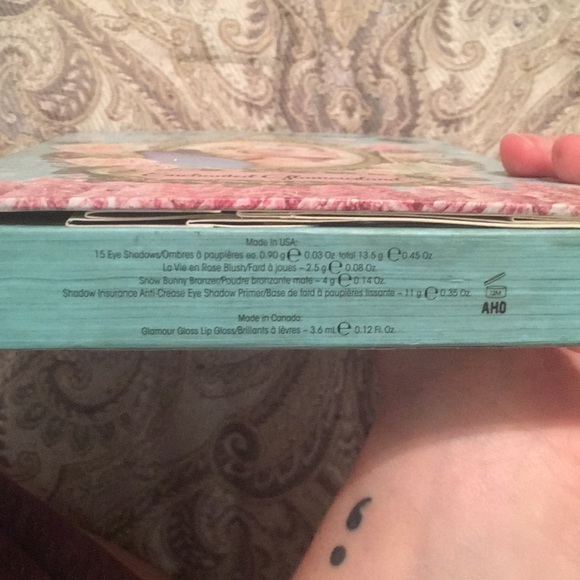 Made in USA:
15 Eye Shadows/Ombres à paupières ea. 0.90 g ℮ 0.03 Oz. total 13.5 g ℮ 0.45 Oz
La Vie en Rose Blush/Fard à joues – 2.5 g ℮ 0.08 Oz.
Snow Bunny Bronzer/Poudre bronzante mate – 4 g ℮ 0.14 Oz.
Shadow Insurance Anti-Crease Eye Shadow Primer/Base de fard à paupières lissante – 11 g ℮ 0.35 Oz.
12M
AHO
Made in Canada:
Glamour Gloss Lip Gloss/Brillants à lèvres – 3.6 mL ℮ 0.12 Fl. Oz.